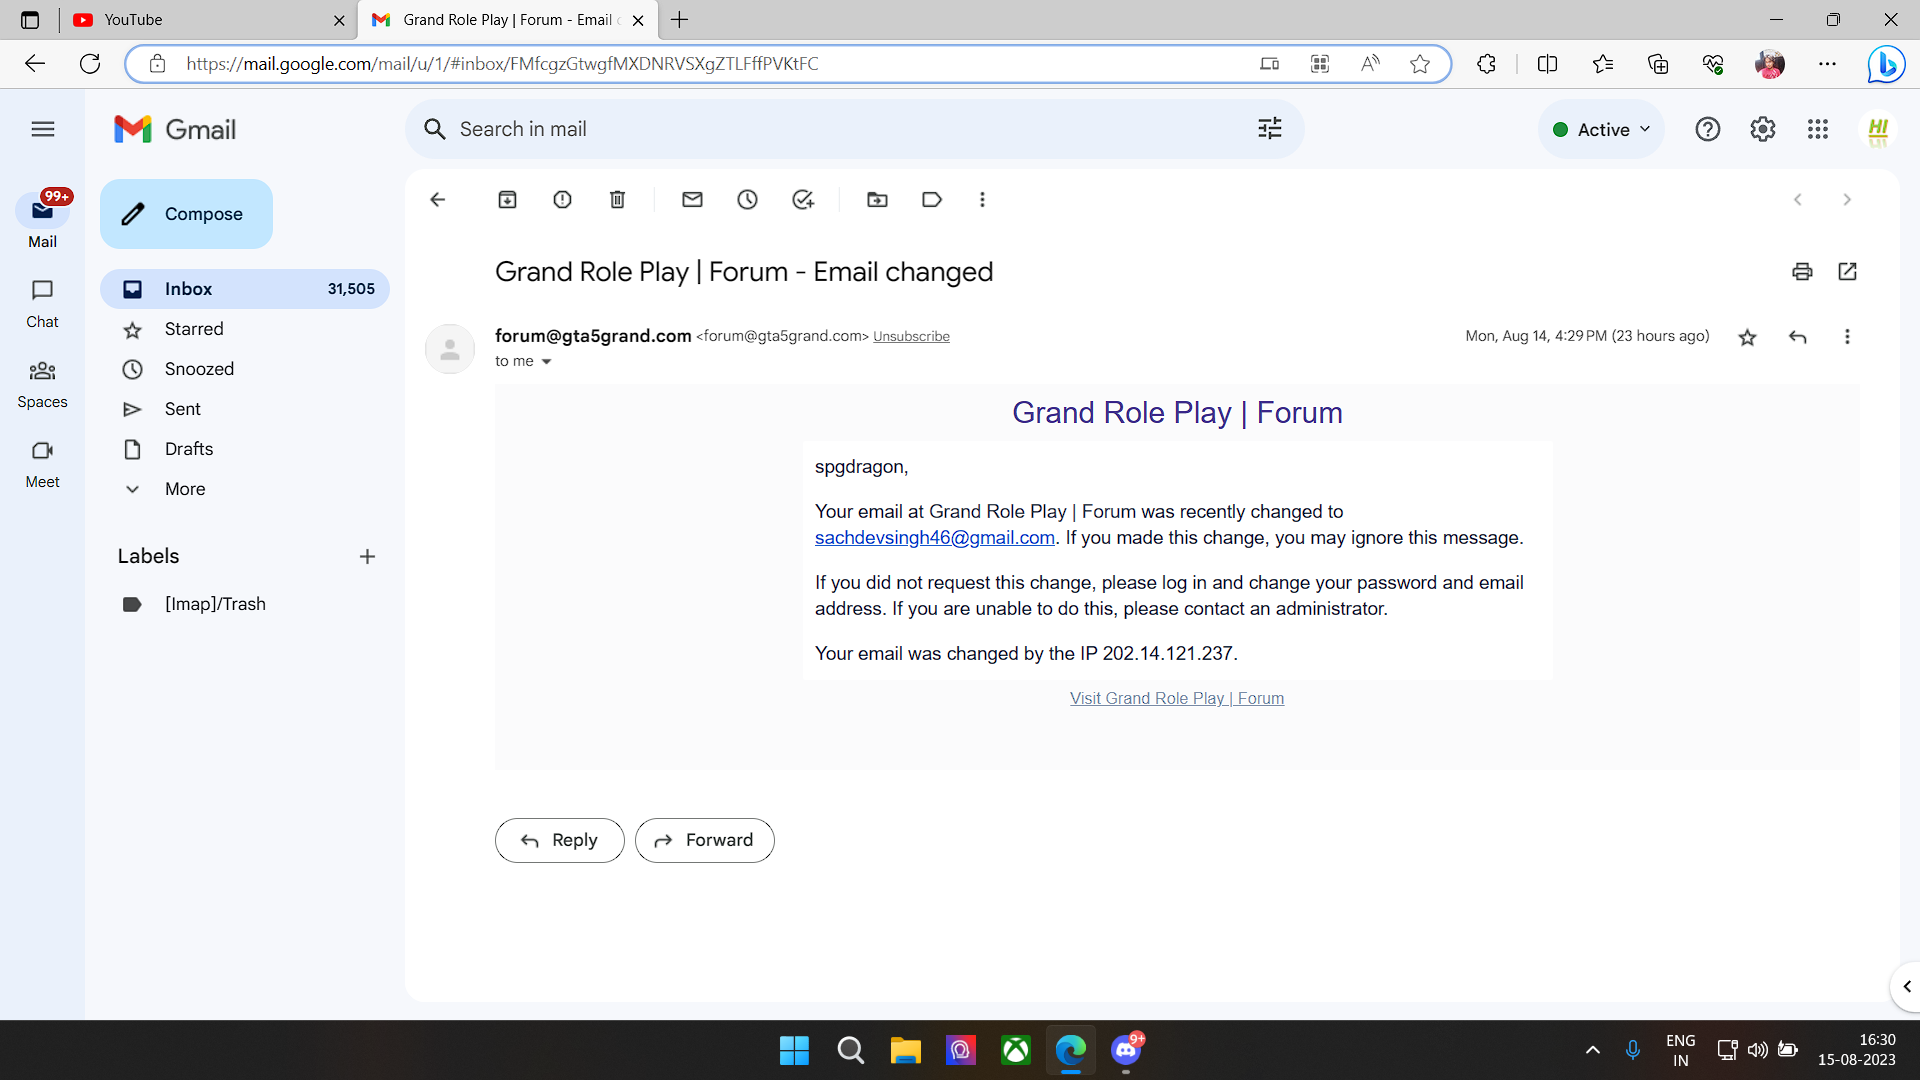 YouTube
Grand Role Play | Forum - Email c
https://mail.google.com/mail/u/1/#inbox/FMfcgzGtwgfMXDNRVSXgZTLFffPVKtFC
Gmail
Search in mail
Active
HI
99+
Mail
Compose
Inbox 31,505
Starred
Snoozed
Sent
Drafts
More
Chat
Spaces
Meet
Labels
[Imap]/Trash
Grand Role Play | Forum - Email changed
forum@gta5grand.com <forum@gta5grand.com> Unsubscribe
Mon, Aug 14, 4:29 PM (23 hours ago)
to me
Grand Role Play | Forum
spgdragon,
Your email at Grand Role Play | Forum was recently changed to
sachdevsingh46@gmail.com. If you made this change, you may ignore this message.
If you did not request this change, please log in and change your password and email
address. If you are unable to do this, please contact an administrator.
Your email was changed by the IP 202.14.121.237.
Visit Grand Role Play | Forum
Reply
Forward
9+
ENG
IN
16:30
15-08-2023